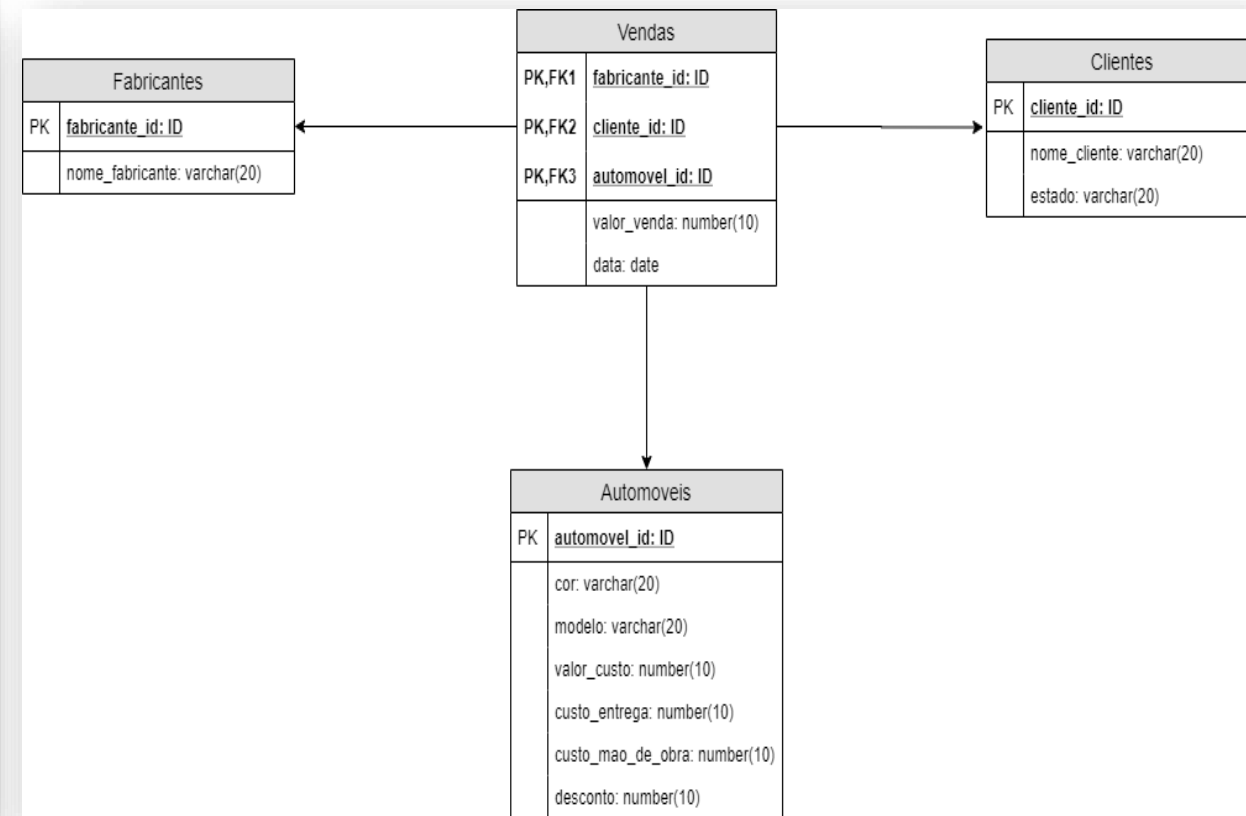 Vendas
PK,FK1 fabricante_id: ID
PK,FK2 cliente_id: ID
PK,FK3 automovel_id: ID
valor_venda: number(10)
data: date
Fabricantes
PK fabricante_id: ID
nome_fabricante: varchar(20)
Clientes
PK cliente_id: ID
nome_cliente: varchar(20)
estado: varchar(20)
Automoveis
PK automovel_id: ID
cor: varchar(20)
modelo: varchar(20)
valor_custo: number(10)
custo_entrega: number(10)
custo_mao_de_obra: number(10)
desconto: number(10)